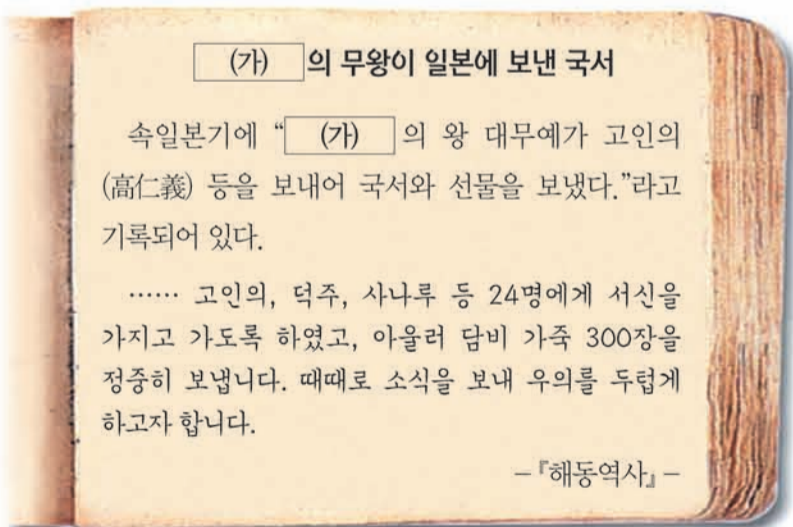 (가) 의 무왕이 일본에 보낸 국서
속일본기에 “ (가) 의 왕 대무예가 고인의
(高仁義) 등을 보내어 국서와 선물을 보냈다.”라고
기록되어 있다.
…… 고인의, 덕주, 사나루 등 24명에게 서신을
가지고 가도록 하였고, 아울러 담비 가죽 300장을
정중히 보냅니다. 때때로 소식을 보내 우의를 두텁게
하고자 합니다.
－『해동역사』－